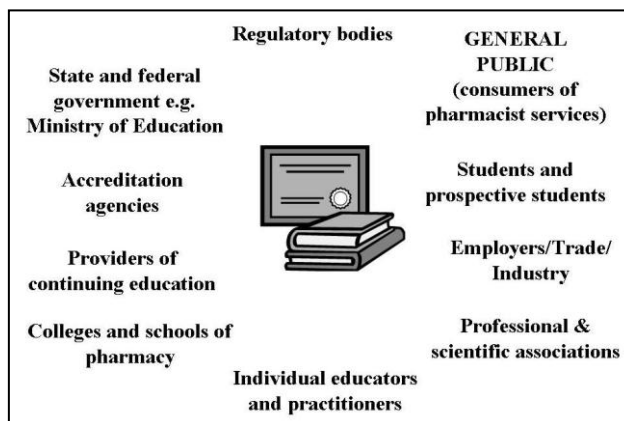 Regulatory bodies
GENERAL
PUBLIC
(consumers of
pharmacist services)
State and federal
government e.g.
Ministry of Education
Students and
prospective students
Accreditation
agencies
Employers/Trade/
Industry
Providers of
continuing education
Professional &
scientific associations
Colleges and schools of
pharmacy
Individual educators
and practitioners